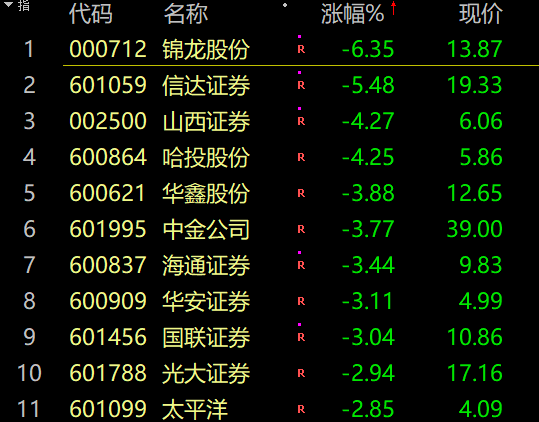 指 代码 名称 涨幅%↑ 现价
1 000712 锦龙股份 R -6.35 13.87
2 601059 信达证券 R -5.48 19.33
3 002500 山西证券 R -4.27 6.06
4 600864 哈投股份 R -4.25 5.86
5 600621 华鑫股份 R -3.88 12.65
6 601995 中金公司 R -3.77 39.00
7 600837 海通证券 R -3.44 9.83
8 600909 华安证券 R -3.11 4.99
9 601456 国联证券 R -3.04 10.86
10 601788 光大证券 R -2.94 17.16
11 601099 太平洋 R -2.85 4.09